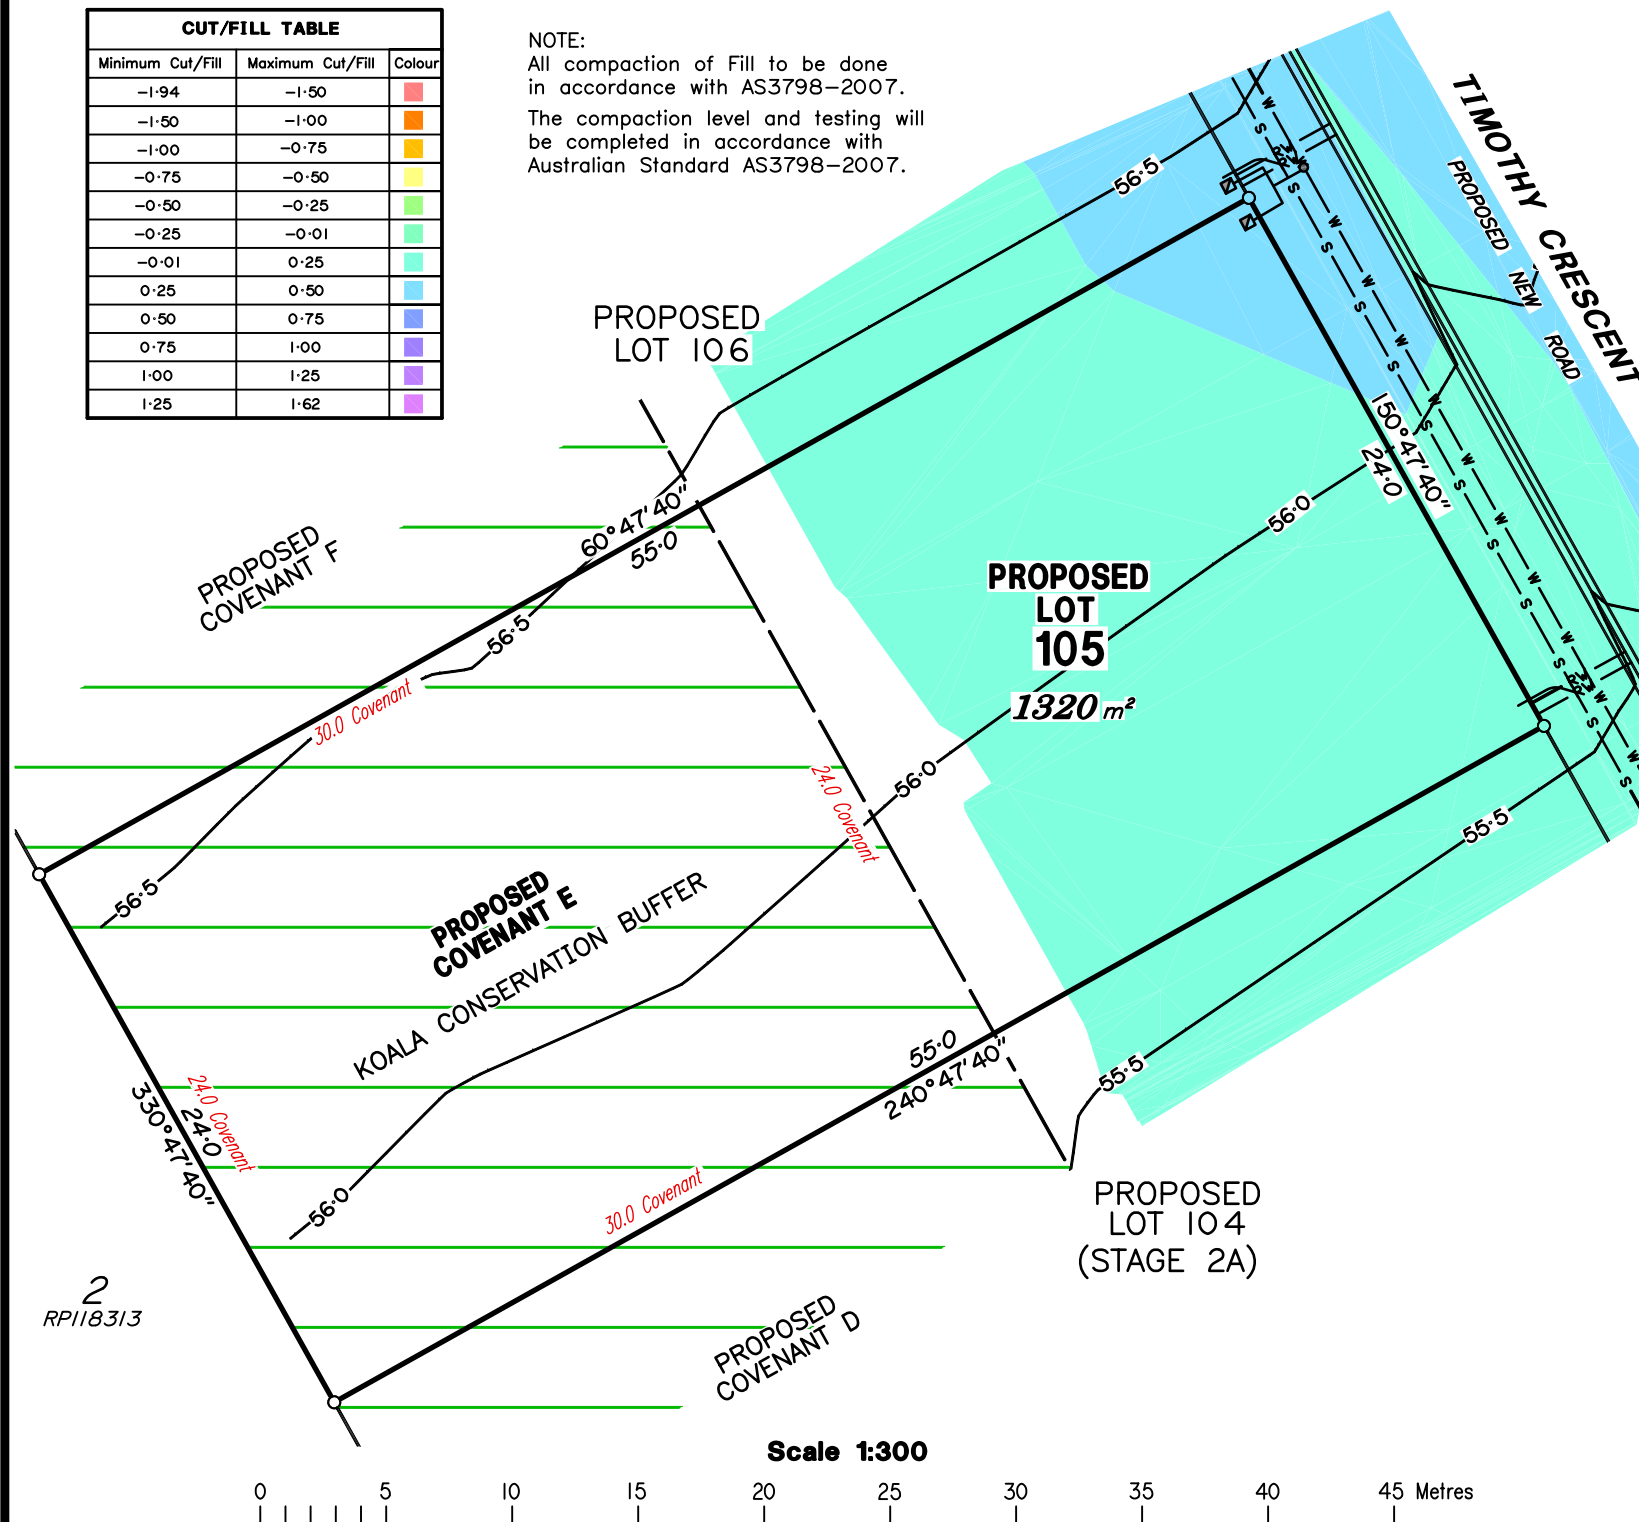 CUT/FILL TABLE
Minimum Cut/Fill Maximum Cut/Fill Colour
-1·94 -1·50
-1·50 -1·00
-1·00 -0·75
-0·75 -0·50
-0·50 -0·25
-0·25 -0·01
-0·01 0·25
0·25 0·50
0·50 0·75
0·75 1·00
1·00 1·25
1·25 1·62
NOTE:
All compaction of Fill to be done
in accordance with AS3798-2007.
The compaction level and testing will
be completed in accordance with
Australian Standard AS3798-2007.
TIMOTHY CRESCENT
PROPOSED NEW ROAD
56·5
PROPOSED
LOT 106
W
S
W
S
W
S
W
S
W
S
W
S
W
S
W
S
W
S
W
S
W
S
150°47'40"
24·0
56·0
60°47'40"
55·0
PROPOSED
COVENANT F
PROPOSED
LOT
105
1320 m²
56·5
30.0 Covenant
24.0 Covenant
56·0
55·5
56·5
PROPOSED
COVENANT E
KOALA CONSERVATION BUFFER
55·0
240°47'40"
55·5
24.0 Covenant
24·0
330°47'40"
56·0
30.0 Covenant
PROPOSED
LOT 104
(STAGE 2A)
2
RP118313
PROPOSED
COVENANT D
Scale 1:300
0 5 10 15 20 25 30 35 40 45 Metres